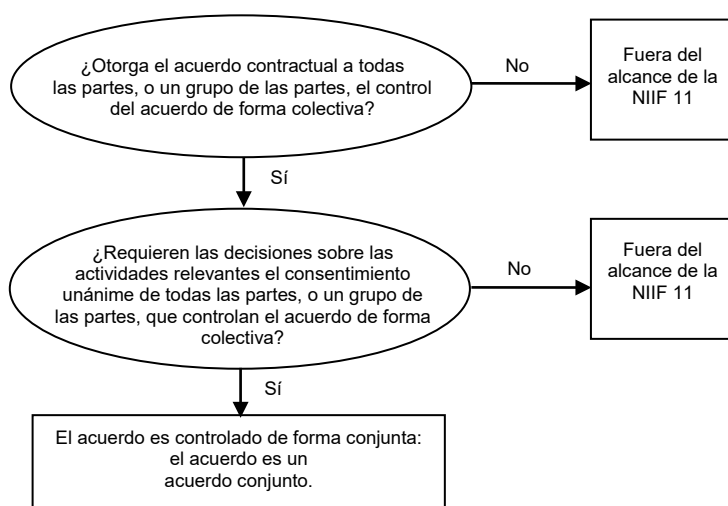 ¿Otorga el acuerdo contractual a todas
las partes, o un grupo de las partes, el control
del acuerdo de forma colectiva?
No
Fuera del
alcance de la
NIIF 11
Sí
¿Requieren las decisiones sobre las
actividades relevantes el consentimiento
unánime de todas las partes, o un grupo de
las partes, que controlan el acuerdo de forma
colectiva?
No
Fuera del
alcance de la
NIIF 11
Sí
El acuerdo es controlado de forma conjunta:
el acuerdo es un
acuerdo conjunto.